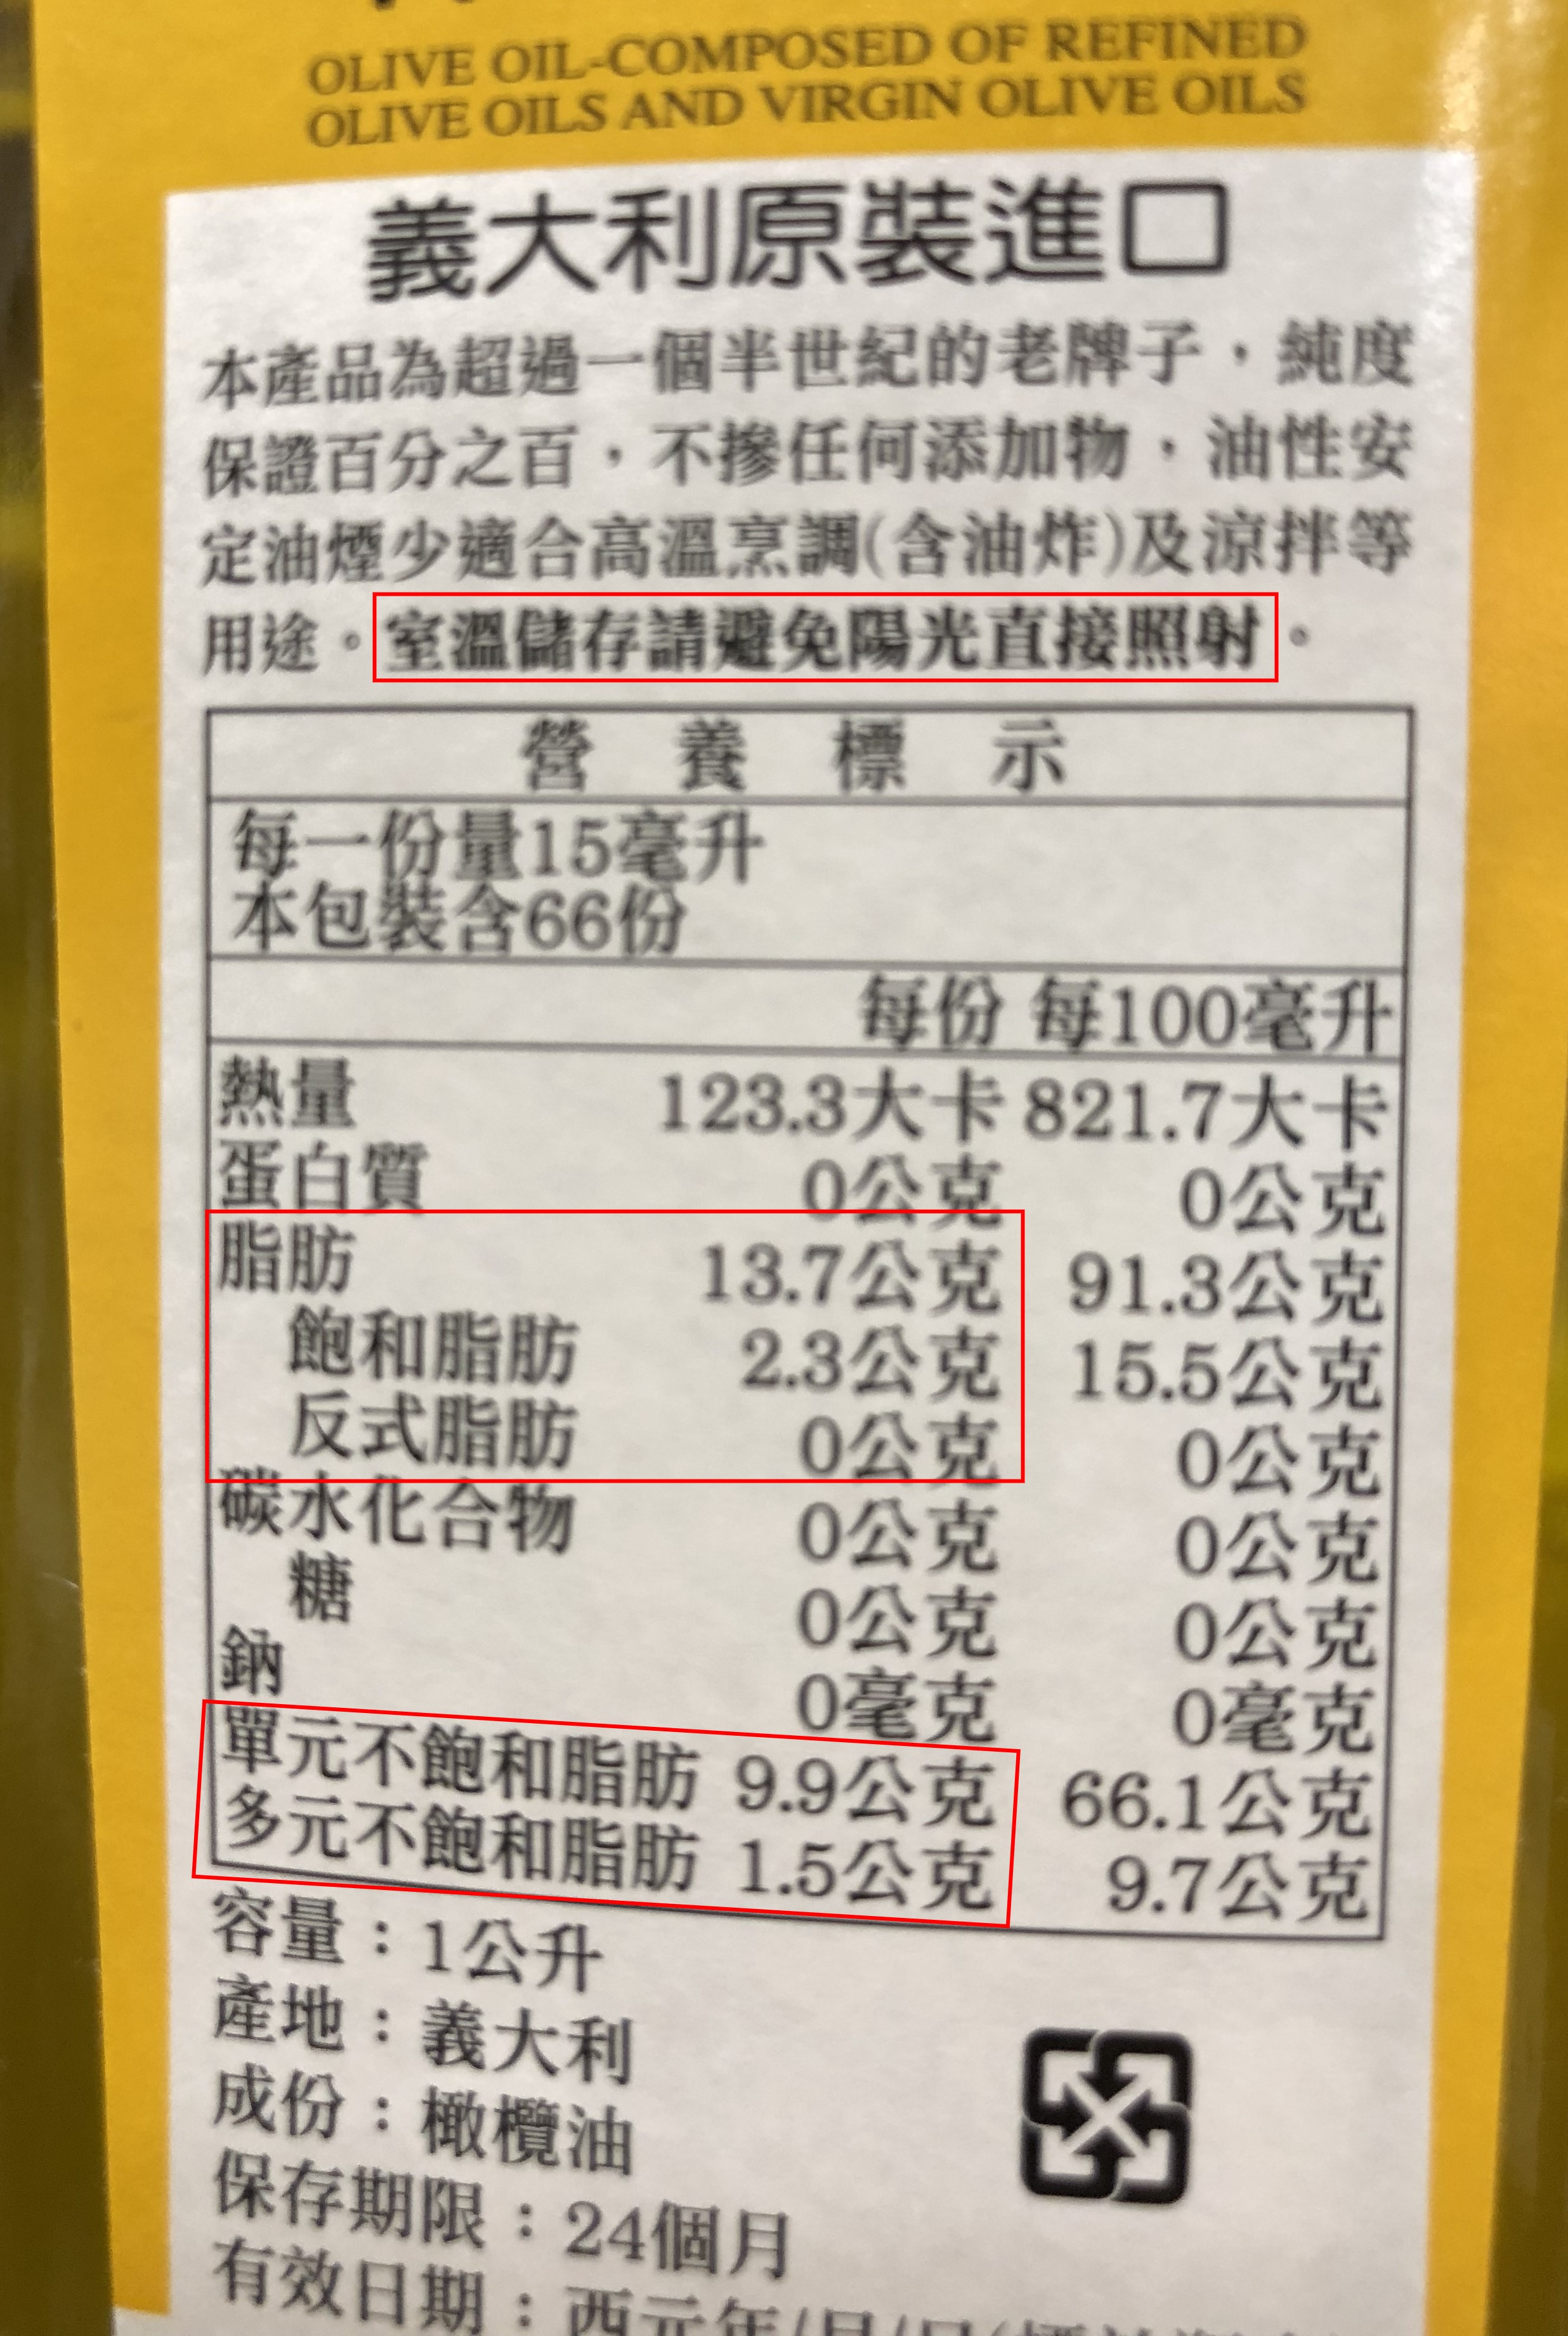 OLIVE OIL-COMPOSED OF REFINED
OLIVE OILS AND VIRGIN OLIVE OILS
義大利原裝進口
本產品為超過一個半世紀的老牌子，純度
保證百分之百，不摻任何添加物，油性安
定油煙少適合高溫烹調(含油炸)及涼拌等
用途。室溫儲存請避免陽光直接照射。
營養標示
每一份量15毫升
本包裝含66份
每份 每100毫升
熱量 123.3大卡 821.7大卡
蛋白質 0公克 0公克
脂肪 13.7公克 91.3公克
飽和脂肪 2.3公克 15.5公克
反式脂肪 0公克 0公克
碳水化合物 0公克 0公克
糖 0公克 0公克
鈉 0毫克 0毫克
單元不飽和脂肪 9.9公克 66.1公克
多元不飽和脂肪 1.5公克 9.7公克
容量：1公升
產地：義大利
成份：橄欖油
保存期限：24個月
有效日期：西元年/月/日